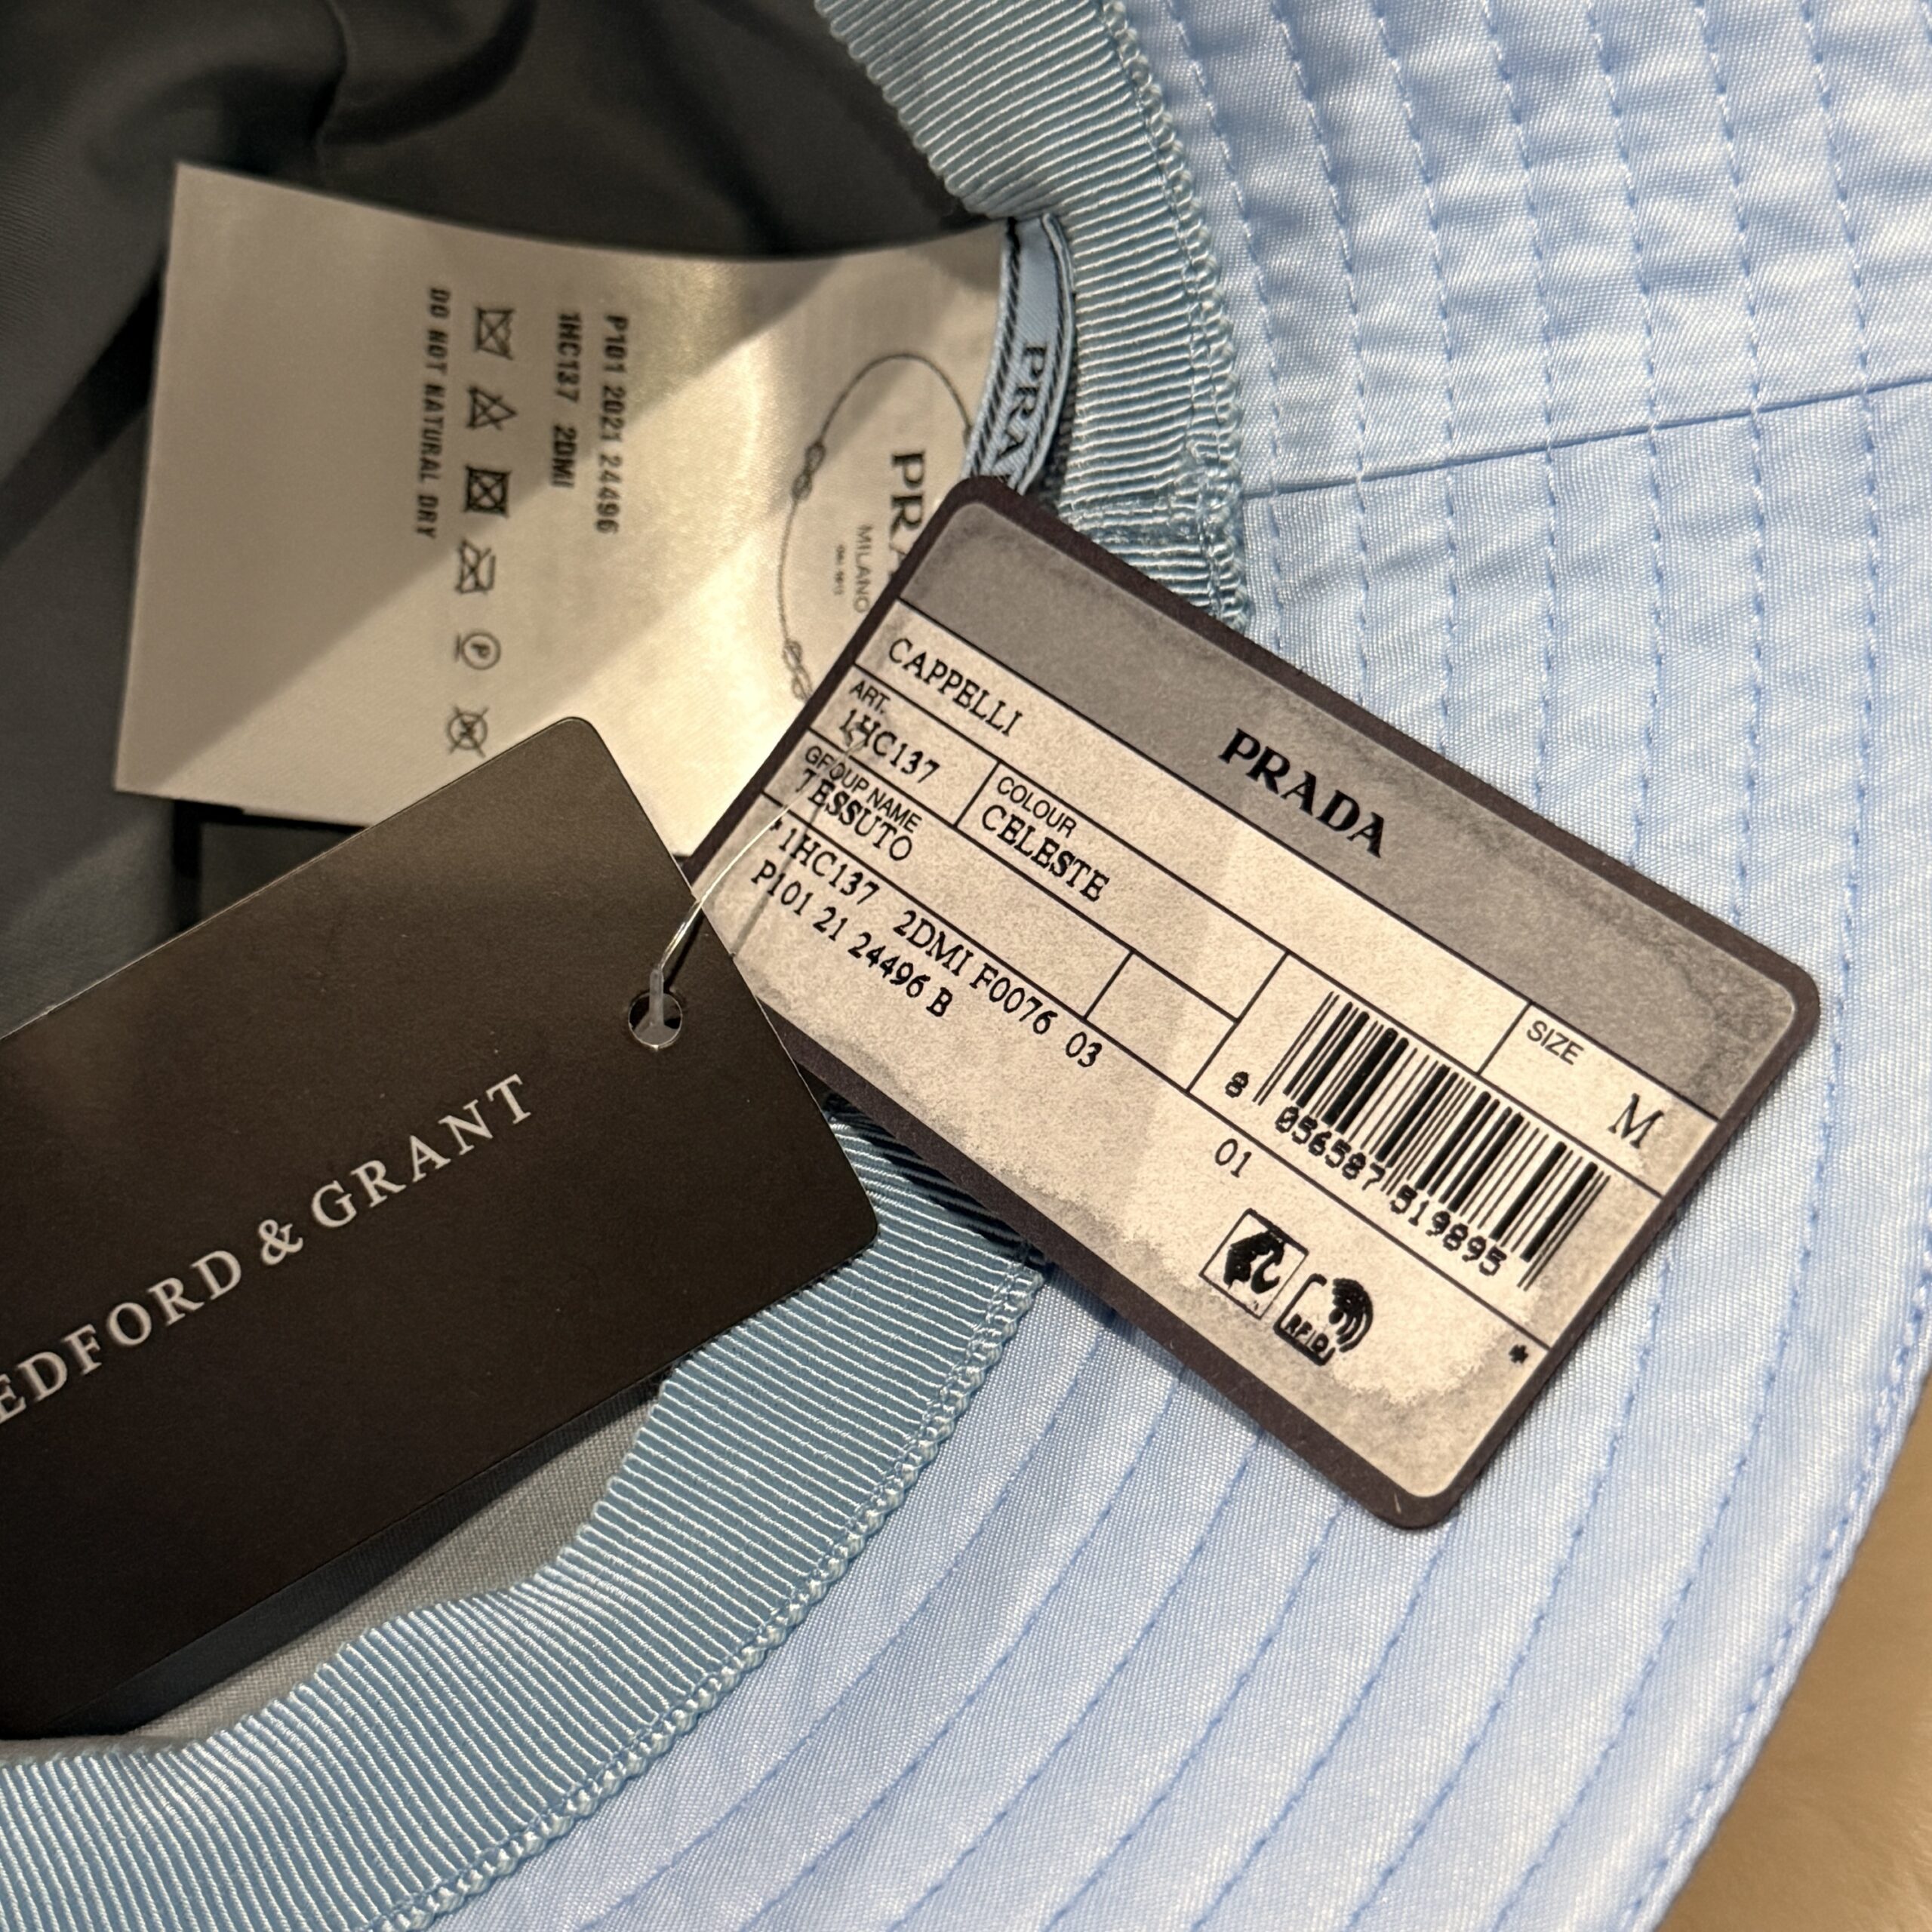 P101 2021 24496
1HC137 2DMI
DO NOT NATURAL DRY
MILANO
PRADA
CAPPELLI
SIZE
M
ART.
1HC137
COLOUR
CELESTE
GROUP NAME
TESSUTO
8 056587 519895
*1HC137 2DMI F0076 03
01
*
P101 21 24496 B
RFID
EDFORD & GRANT